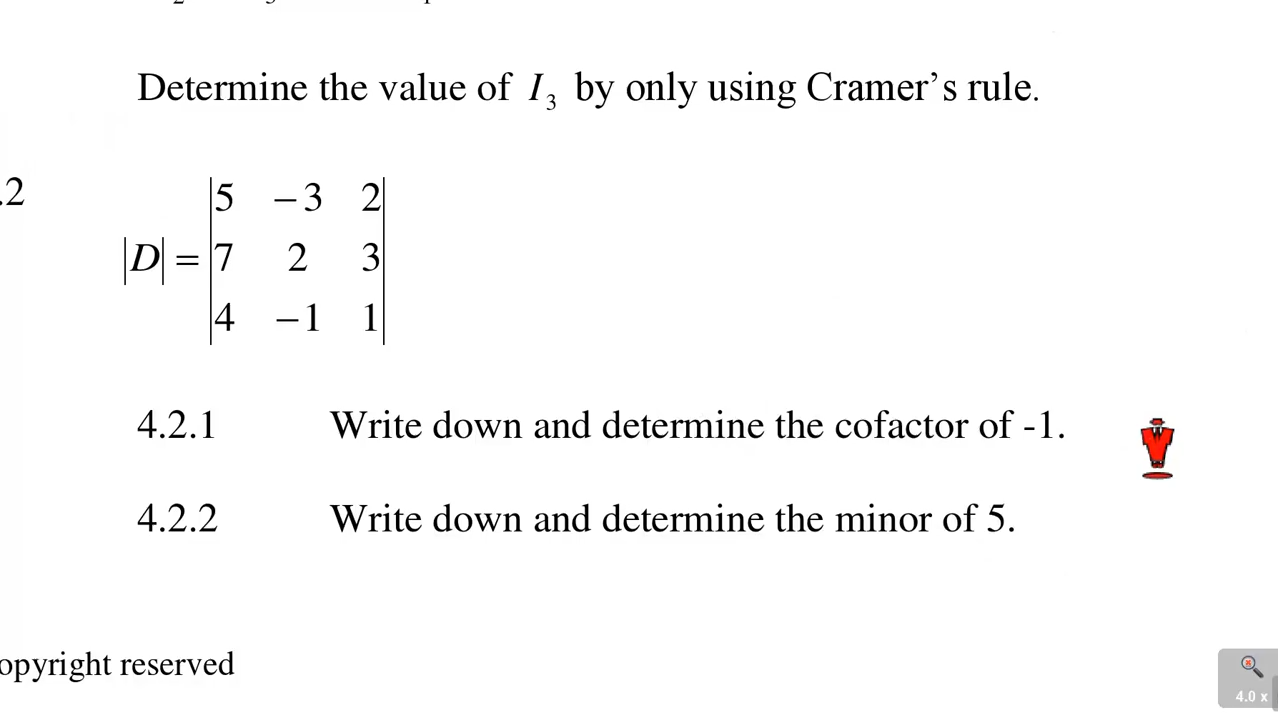 Determine the value of I₃ by only using Cramer's rule.
.2
|D| = |5 −3 2|
|7 2 3|
|4 −1 1|
4.2.1 Write down and determine the cofactor of -1.
4.2.2 Write down and determine the minor of 5.
opyright reserved
4.0 x